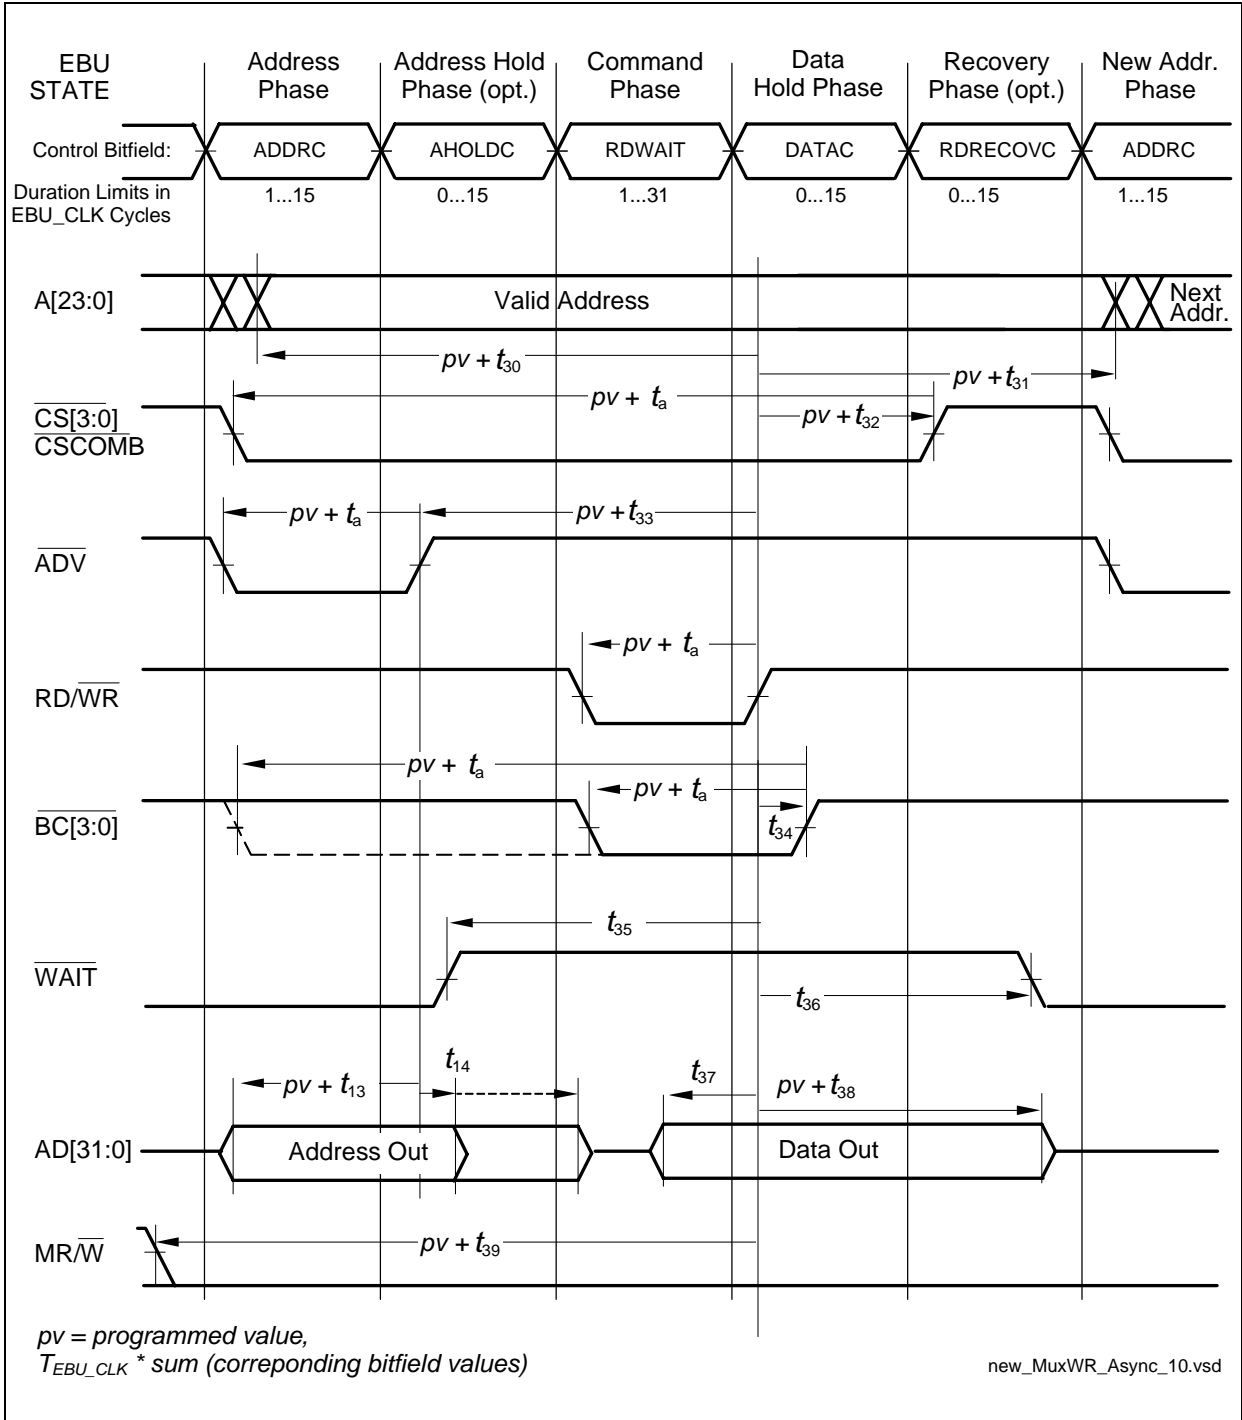 EBU STATE
Address Phase
Address Hold Phase (opt.)
Command Phase
Data Hold Phase
Recovery Phase (opt.)
New Addr. Phase
Control Bitfield:
ADDRC
AHOLDC
RDWAIT
DATAC
RDRECOVC
ADDRC
Duration Limits in EBU_CLK Cycles
1...15
0...15
1...31
0...15
0...15
1...15
A[23:0]
Valid Address
Next Addr.
pv + t30
pv + t31
CS[3:0]
CSCOMB
pv + ta
pv + t32
ADV
pv + ta
pv + t33
RD/WR
pv + ta
BC[3:0]
pv + ta
pv + ta
t34
WAIT
t35
t36
AD[31:0]
pv + t13
t14
t37
pv + t38
Address Out
Data Out
MR/W
pv + t39
pv = programmed value,
TEBU_CLK * sum (correponding bitfield values)
new_MuxWR_Async_10.vsd